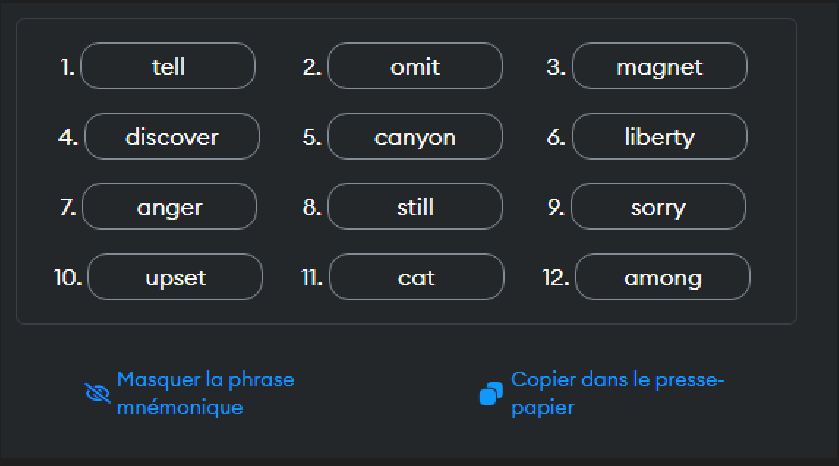 1. tell 2. omit 3. magnet
4. discover 5. canyon 6. liberty
7. anger 8. still 9. sorry
10. upset 11. cat 12. among
Masquer la phrase Copier dans le presse-
mnémonique papier